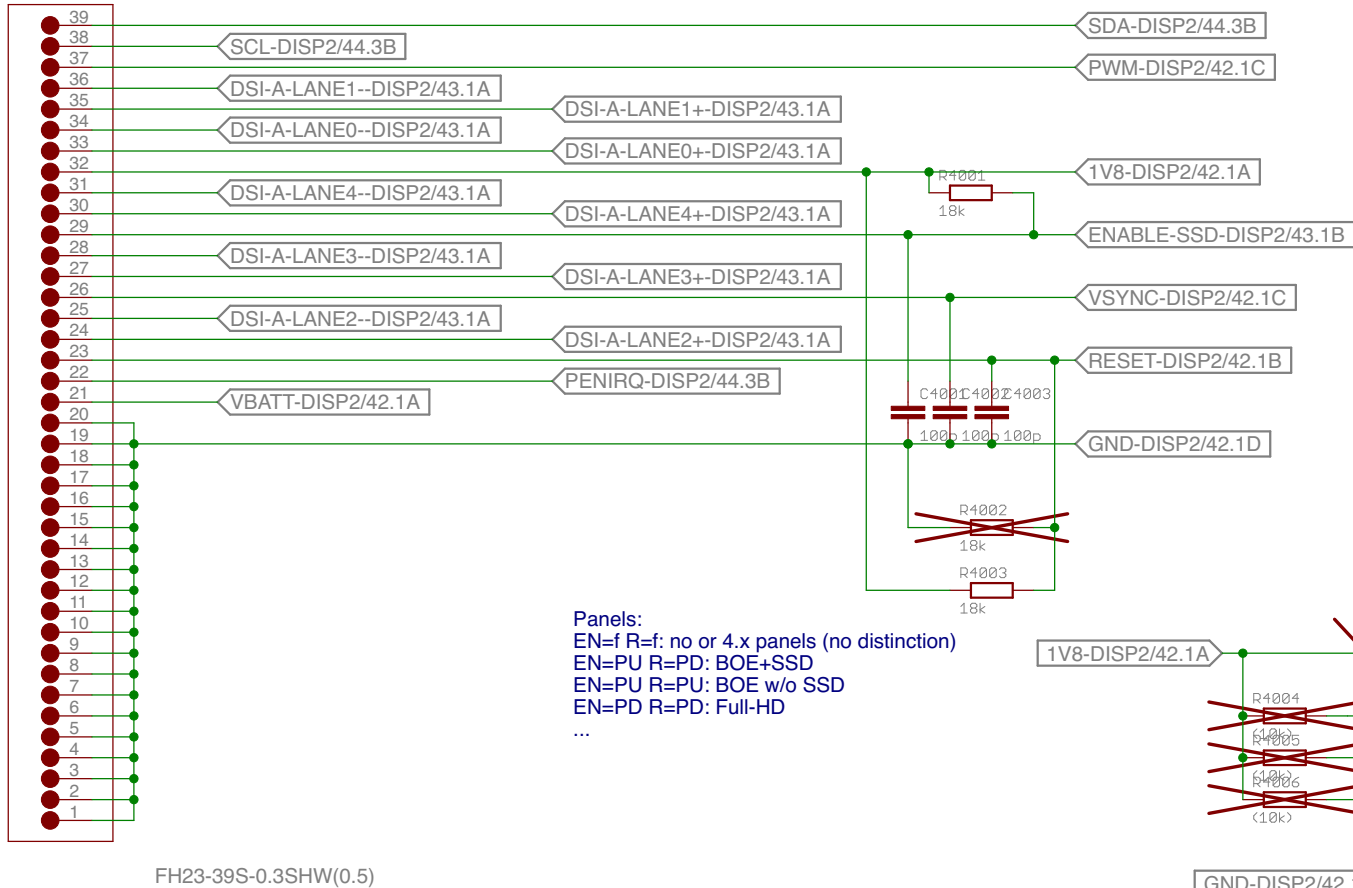 39
SDA-DISP2/44.3B
38
SCL-DISP2/44.3B
37
PWM-DISP2/42.1C
36
DSI-A-LANE1--DISP2/43.1A
35
DSI-A-LANE1+-DISP2/43.1A
34
DSI-A-LANE0--DISP2/43.1A
33
DSI-A-LANE0+-DISP2/43.1A
32
1V8-DISP2/42.1A
R4001
18k
31
DSI-A-LANE4--DISP2/43.1A
30
DSI-A-LANE4+-DISP2/43.1A
29
ENABLE-SSD-DISP2/43.1B
28
DSI-A-LANE3--DISP2/43.1A
27
DSI-A-LANE3+-DISP2/43.1A
26
VSYNC-DISP2/42.1C
25
DSI-A-LANE2--DISP2/43.1A
24
DSI-A-LANE2+-DISP2/43.1A
23
RESET-DISP2/42.1B
22
PENIRQ-DISP2/44.3B
21
VBATT-DISP2/42.1A
C4001 C4002 C4003
100p 100p 100p
20
19
GND-DISP2/42.1D
18
17
16
15
14
13
12
11
10
9
8
7
6
5
4
3
2
1
R4002
18k
R4003
18k
Panels:
EN=f R=f: no or 4.x panels (no distinction)
EN=PU R=PD: BOE+SSD
EN=PU R=PU: BOE w/o SSD
EN=PD R=PD: Full-HD
...
1V8-DISP2/42.1A
R4004
(10k)
R4005
(10k)
R4006
(10k)
FH23-39S-0.3SHW(0.5)
GND-DISP2/42.